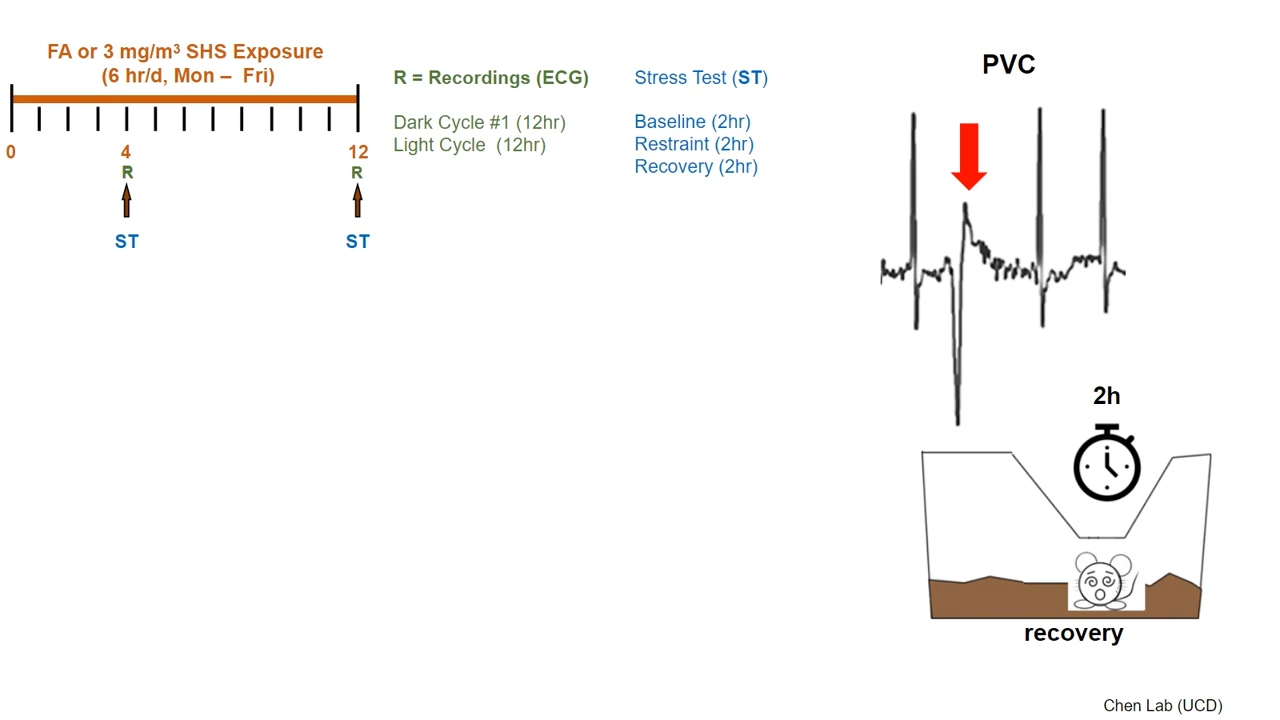 FA or 3 mg/m³ SHS Exposure
(6 hr/d, Mon – Fri)
0
4
12
R
R
ST
ST
R = Recordings (ECG)
Dark Cycle #1 (12hr)
Light Cycle (12hr)
Stress Test (ST)
Baseline (2hr)
Restraint (2hr)
Recovery (2hr)
PVC
2h
recovery
Chen Lab (UCD)